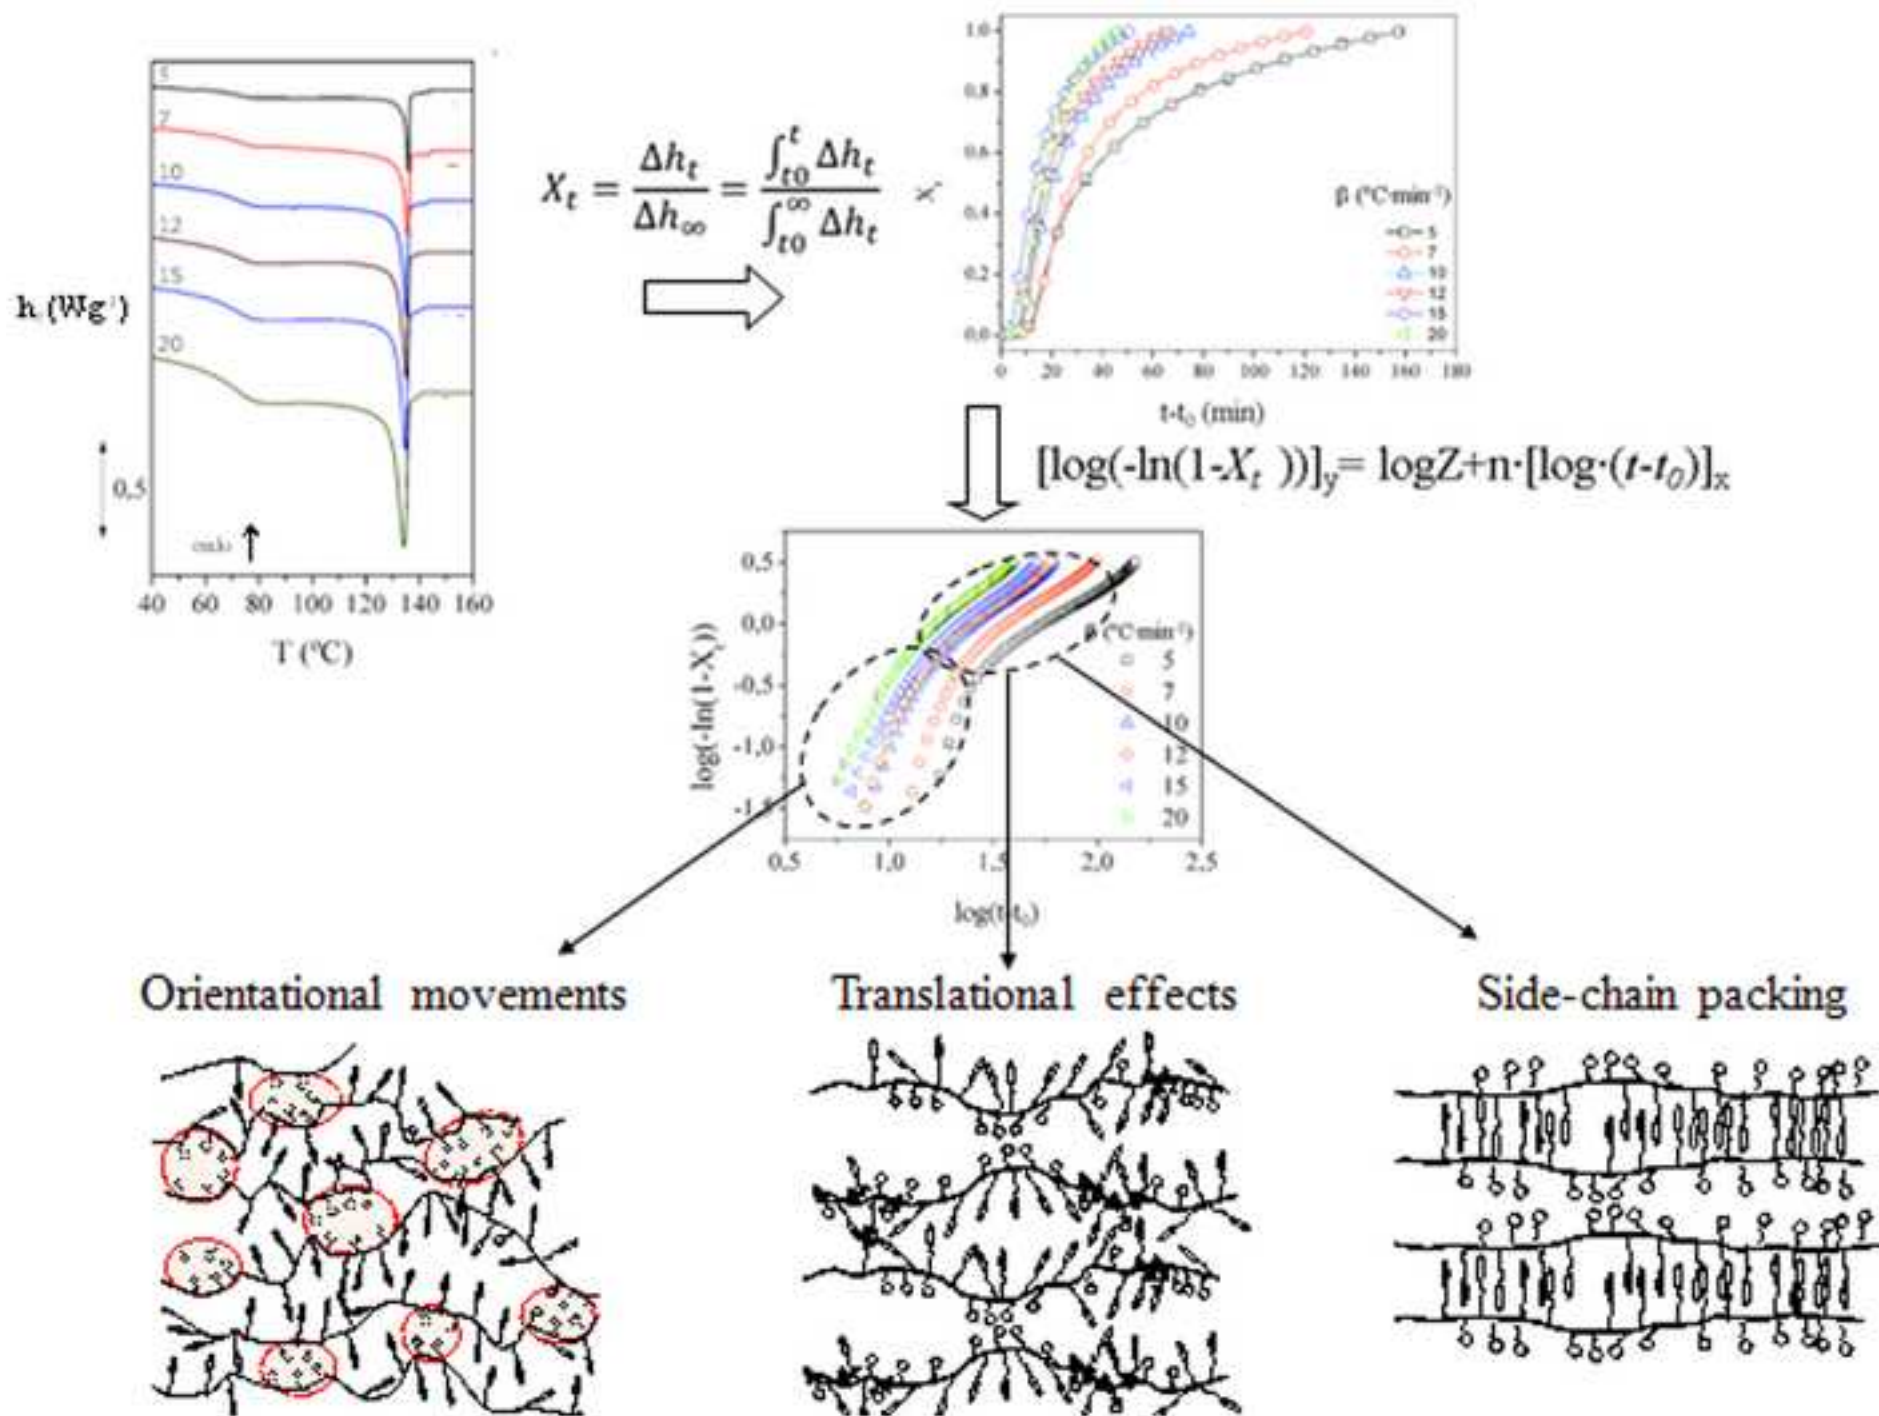 5
7
10
12
15
20
h (Wg⁻¹)
0,5
endo
40 60 80 100 120 140 160
T (ºC)
X_t = Δh_t / Δh_∞ = ∫_{t0}^{t} Δh_t / ∫_{t0}^{∞} Δh_t
X_t
1.0
0.8
0.6
0.4
0.2
0.0
β (ºC·min⁻¹)
5
7
10
12
15
20
0 20 40 60 80 100 120 140 160 180
t-t₀ (min)
[log(-ln(1-X_t ))]_y= logZ+n·[log·(t-t₀)]_x
log(-ln(1-X_t))
0,5
0,0
-0,5
-1,0
-1,5
β (ºC·min⁻¹)
5
7
10
12
15
20
0,5 1,0 1,5 2,0 2,5
log(t-t₀)
Orientational movements
Translational effects
Side-chain packing